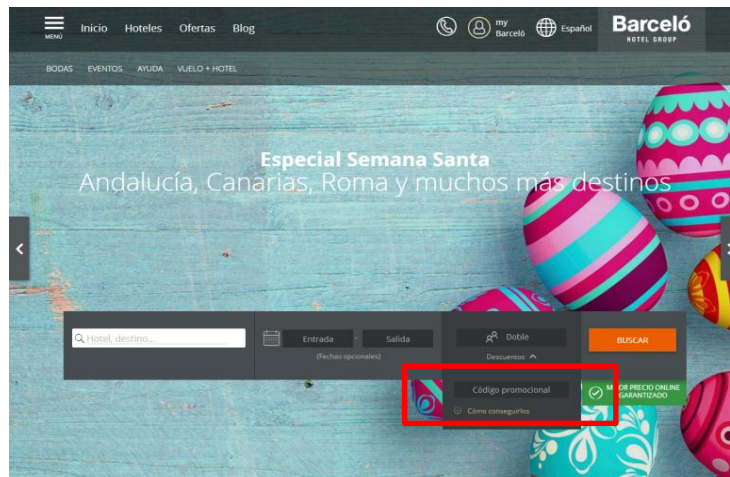 MENÚ
Inicio Hoteles Ofertas Blog
my
Barceló
Español
Barceló
HOTEL GROUP
BODAS EVENTOS AYUDA VUELO + HOTEL
Especial Semana Santa
Andalucía, Canarias, Roma y muchos más destinos
Hotel, destino...
Entrada - Salida
(Fechas opcionales)
Doble
Descuentos
BUSCAR
Código promocional
Cómo conseguirlos
PRECIO ONLINE
GARANTIZADO